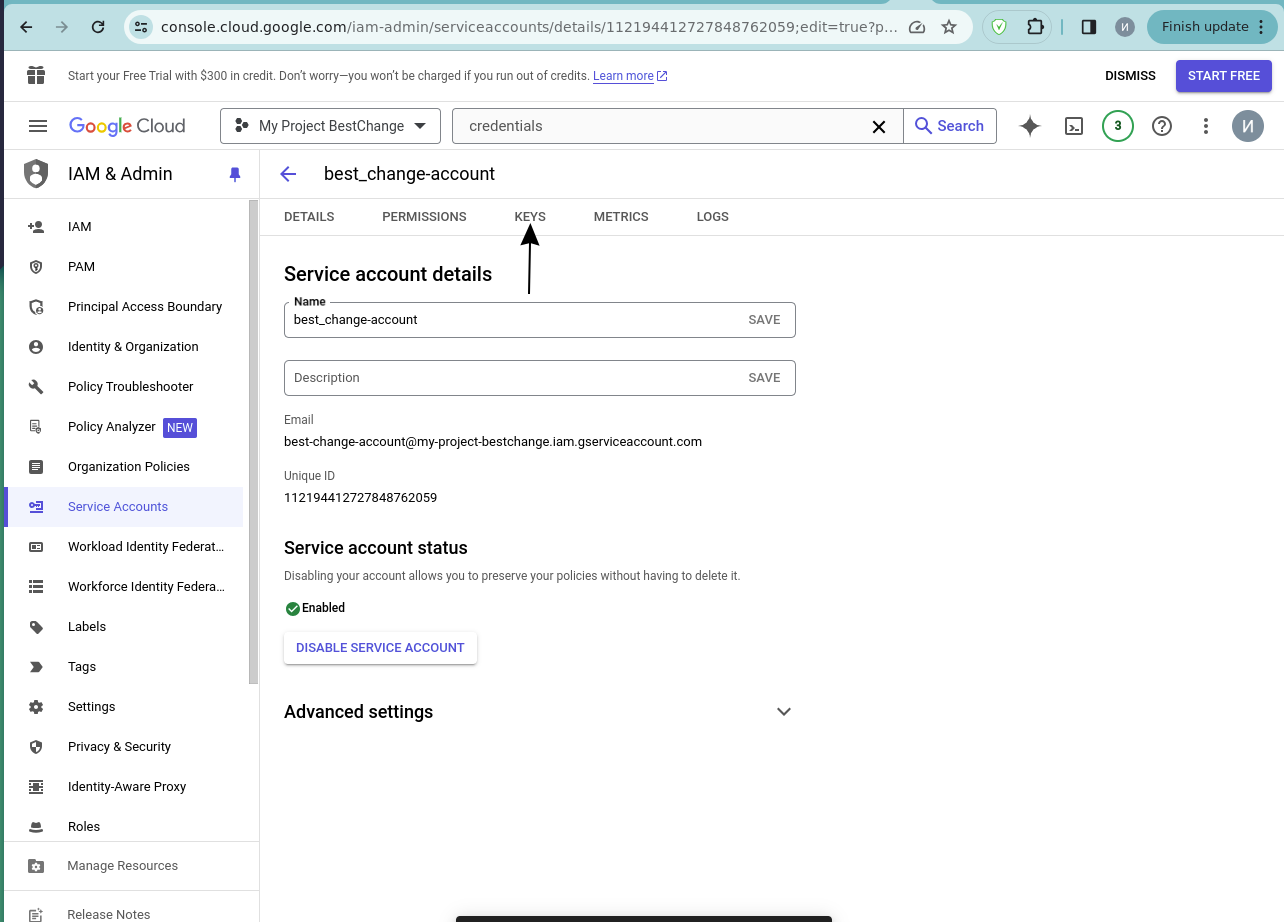 console.cloud.google.com/iam-admin/serviceaccounts/details/112194412727848762059;edit=true?p...
И
Finish update
Start your Free Trial with $300 in credit. Don’t worry—you won’t be charged if you run out of credits. Learn more
DISMISS
START FREE
Google Cloud
My Project BestChange
credentials
Search
3
И
IAM & Admin
best_change-account
DETAILS PERMISSIONS KEYS METRICS LOGS
IAM
PAM
Principal Access Boundary
Identity & Organization
Policy Troubleshooter
Policy Analyzer NEW
Organization Policies
Service Accounts
Workload Identity Federat...
Workforce Identity Federa...
Labels
Tags
Settings
Privacy & Security
Identity-Aware Proxy
Roles
Manage Resources
Release Notes
Service account details
Name
best_change-account SAVE
Description SAVE
Email
best-change-account@my-project-bestchange.iam.gserviceaccount.com
Unique ID
112194412727848762059
Service account status
Disabling your account allows you to preserve your policies without having to delete it.
Enabled
DISABLE SERVICE ACCOUNT
Advanced settings